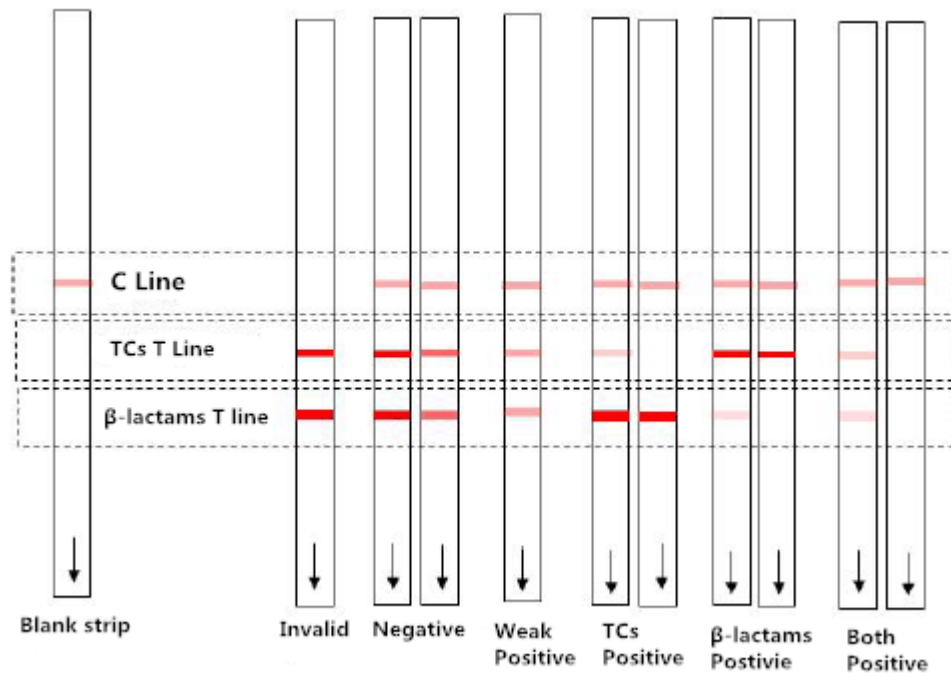 C Line
TCs T Line
β-lactams T line
Blank strip
Invalid
Negative
Weak
Positive
TCs
Positive
β-lactams
Postivie
Both
Positive